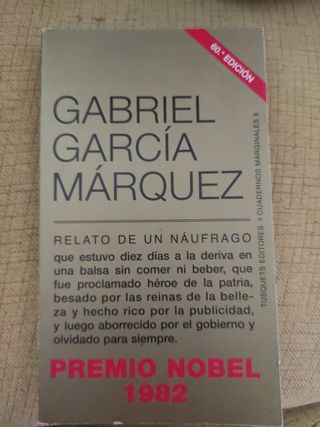 60.ª EDICIÓN
GABRIEL
GARCÍA
MÁRQUEZ
RELATO DE UN NÁUFRAGO
que estuvo diez días a la deriva en
una balsa sin comer ni beber, que
fue proclamado héroe de la patria,
besado por las reinas de la belle-
za y hecho rico por la publicidad,
y luego aborrecido por el gobierno y
olvidado para siempre.
PREMIO NOBEL
1982
TUSQUETS EDITORES CUADERNOS MARGINALES 8